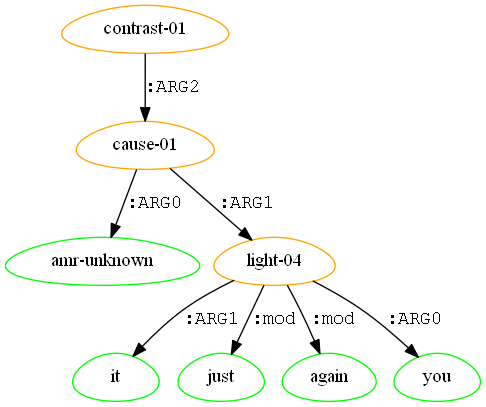 contrast-01
:ARG2
cause-01
:ARG0 :ARG1
amr-unknown light-04
:ARG1 :mod :mod :ARG0
it just again you